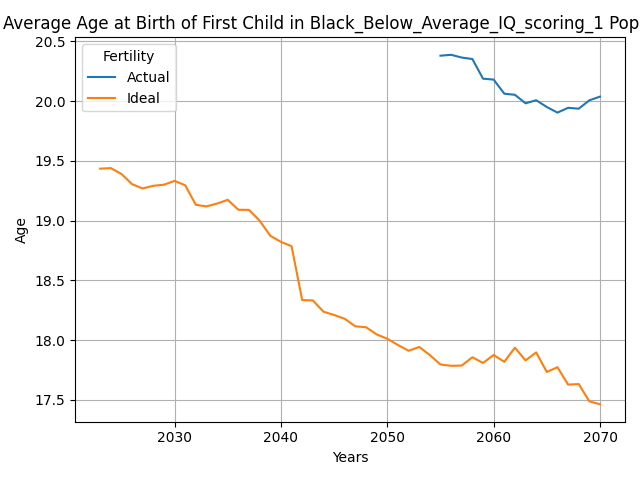 Average Age at Birth of First Child in Black_Below_Average_IQ_scoring_1 Pop
20.5
20.0
19.5
19.0
18.5
18.0
17.5
Age
Fertility
Actual
Ideal
2030 2040 2050 2060 2070
Years